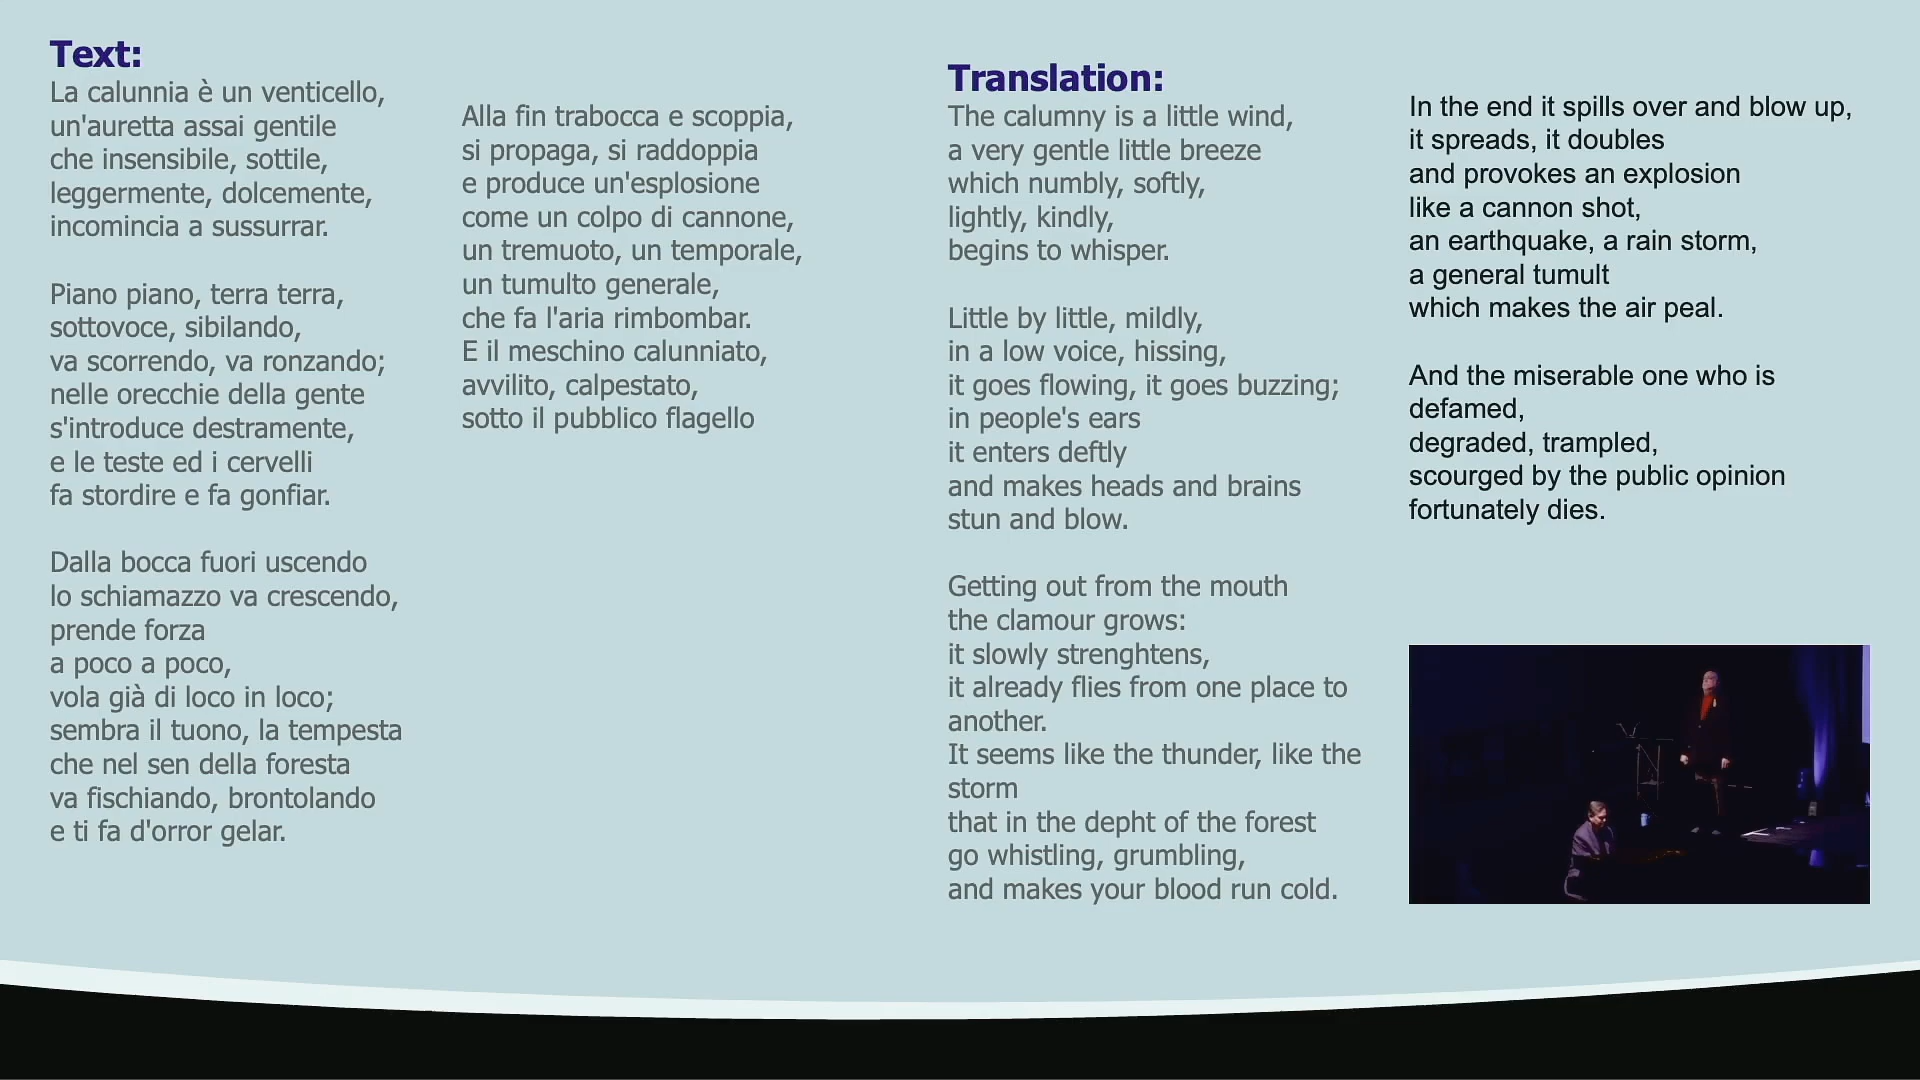 Text:
La calunnia è un venticello,
un'auretta assai gentile
che insensibile, sottile,
leggermente, dolcemente,
incomincia a sussurrar.
Piano piano, terra terra,
sottovoce, sibilando,
va scorrendo, va ronzando;
nelle orecchie della gente
s'introduce destramente,
e le teste ed i cervelli
fa stordire e fa gonfiar.
Dalla bocca fuori uscendo
lo schiamazzo va crescendo,
prende forza
a poco a poco,
vola già di loco in loco;
sembra il tuono, la tempesta
che nel sen della foresta
va fischiando, brontolando
e ti fa d'orror gelar.
Alla fin trabocca e scoppia,
si propaga, si raddoppia
e produce un'esplosione
come un colpo di cannone,
un tremuoto, un temporale,
un tumulto generale,
che fa l'aria rimbombar.
E il meschino calunniato,
avvilito, calpestato,
sotto il pubblico flagello
Translation:
The calumny is a little wind,
a very gentle little breeze
which numbly, softly,
lightly, kindly,
begins to whisper.
Little by little, mildly,
in a low voice, hissing,
it goes flowing, it goes buzzing;
in people's ears
it enters deftly
and makes heads and brains
stun and blow.
Getting out from the mouth
the clamour grows:
it slowly strenghtens,
it already flies from one place to
another.
It seems like the thunder, like the
storm
that in the depht of the forest
go whistling, grumbling,
and makes your blood run cold.
In the end it spills over and blow up,
it spreads, it doubles
and provokes an explosion
like a cannon shot,
an earthquake, a rain storm,
a general tumult
which makes the air peal.
And the miserable one who is
defamed,
degraded, trampled,
scourged by the public opinion
fortunately dies.